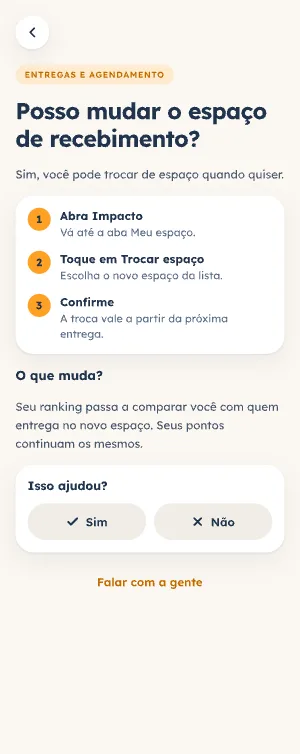 ENTREGAS E AGENDAMENTO
Posso mudar o espaço
de recebimento?
Sim, você pode trocar de espaço quando quiser.
1
Abra Impacto
Vá até a aba Meu espaço.
2
Toque em Trocar espaço
Escolha o novo espaço da lista.
3
Confirme
A troca vale a partir da próxima
entrega.
O que muda?
Seu ranking passa a comparar você com quem
entrega no novo espaço. Seus pontos
continuam os mesmos.
Isso ajudou?
Sim
Não
Falar com a gente